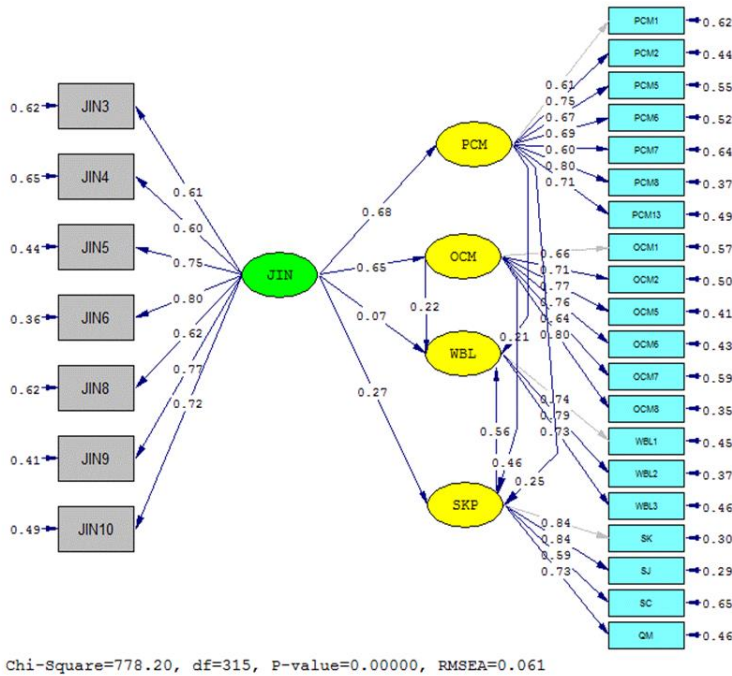 PCM1
0.62
PCM2
0.44
PCM5
0.55
PCM6
0.52
PCM7
0.64
PCM8
0.37
PCM13
0.49
OCM1
0.57
OCM2
0.50
OCM5
0.41
OCM6
0.43
OCM7
0.59
OCM8
0.35
WBL1
0.45
WBL2
0.37
WBL3
0.46
SK
0.30
SJ
0.29
SC
0.65
QM
0.46
0.62
JIN3
0.65
JIN4
0.44
JIN5
0.36
JIN6
0.62
JIN8
0.41
JIN9
0.49
JIN10
0.61
0.60
0.75
0.80
0.62
0.77
0.72
JIN
0.68
0.65
0.07
0.27
PCM
OCM
WBL
SKP
0.22
0.21
0.56
0.46
0.25
0.61
0.75
0.67
0.69
0.60
0.80
0.71
0.66
0.71
0.77
0.76
0.64
0.80
0.74
0.79
0.73
0.84
0.84
0.59
0.73
Chi-Square=778.20, df=315, P-value=0.00000, RMSEA=0.061